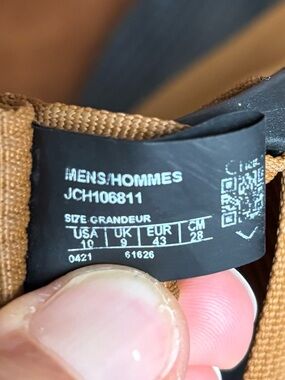 MENS/HOMMES
JCH106811
SIZE GRANDEUR
USA UK EUR CM
10 9 43 28
0421 61626